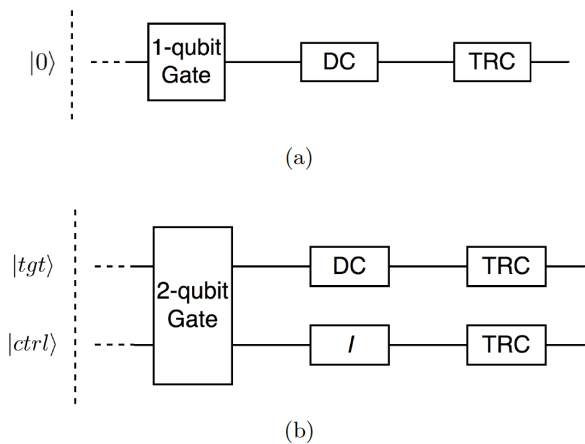 |0⟩
1-qubit
Gate
DC
TRC
(a)
|tgt⟩
|ctrl⟩
2-qubit
Gate
DC
TRC
I
TRC
(b)